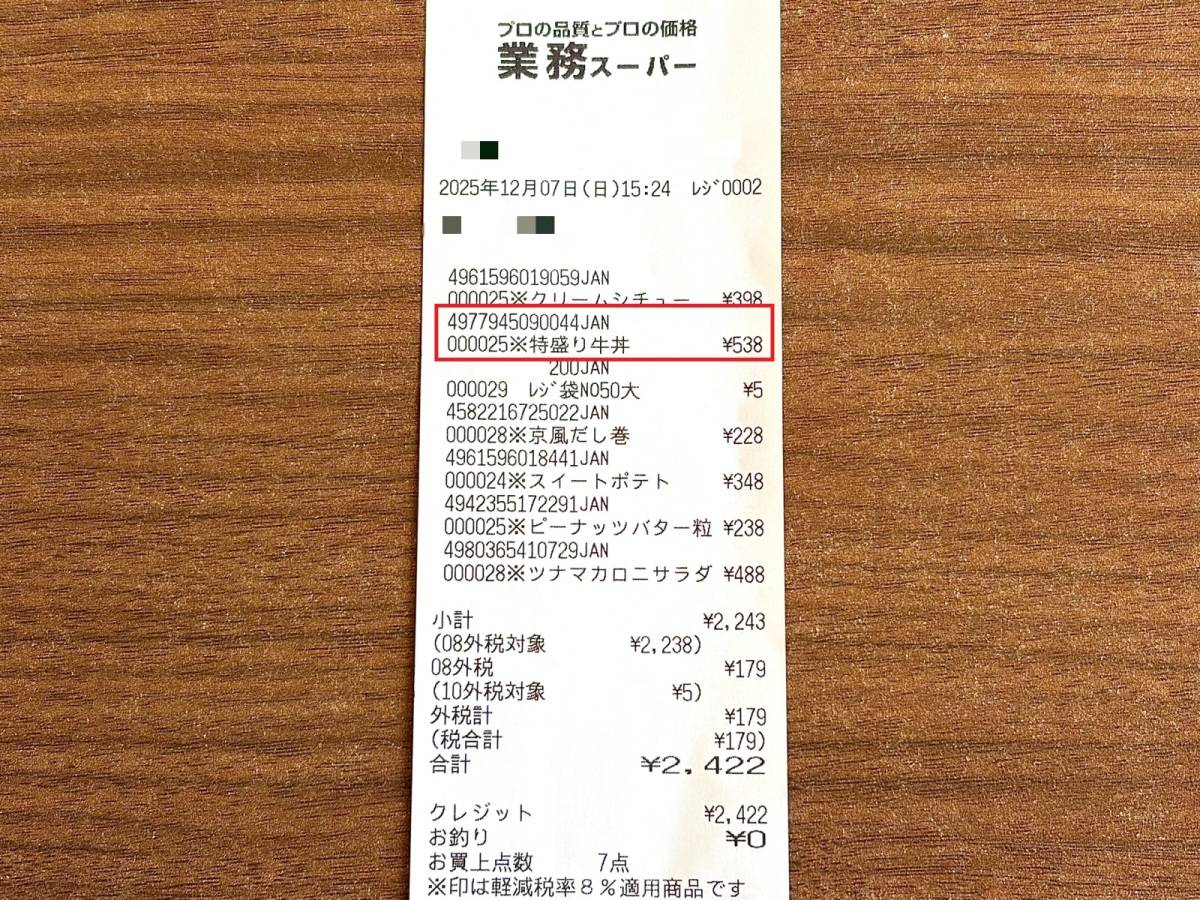 プロの品質とプロの価格
業務スーパー
2025年12月07日(日)15:24 ﾚｼﾞ0002
4961596019059JAN
000025※クリームシチュー ¥398
4977945090044JAN
000025※特盛り牛丼 ¥538
200JAN
000029 ﾚｼﾞ袋NO50大 ¥5
4582216725022JAN
000028※京風だし巻 ¥228
4961596018441JAN
000024※スイートポテト ¥348
4942355172291JAN
000025※ピーナッツバター粒 ¥238
4980365410729JAN
000028※ツナマカロニサラダ ¥488
小計 ¥2,243
(08外税対象 ¥2,238)
08外税 ¥179
(10外税対象 ¥5)
外税計 ¥179
(税合計 ¥179)
合計 ¥2,422
クレジット ¥2,422
お釣り ¥0
お買上点数 7点
※印は軽減税率8%適用商品です